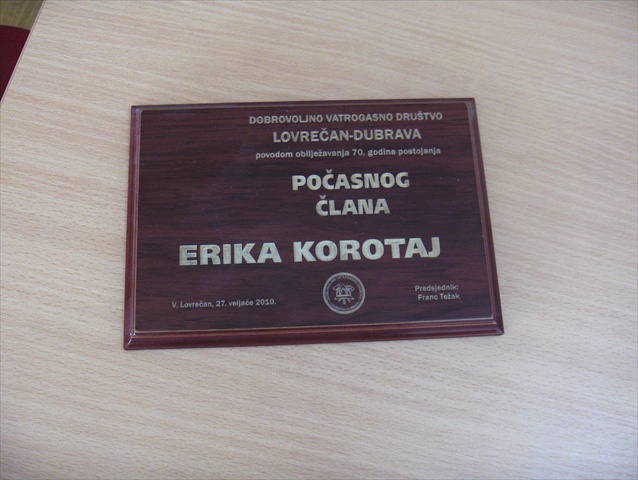 DOBROVOLJNO VATROGASNO DRUŠTVO
LOVREČAN-DUBRAVA
povodom obilježavanja 70. godina postojanja
POČASNOG
ČLANA
ERIKA KOROTAJ
V. Lovrečan, 27. veljače 2010.
Predsjednik:
Franc Težak